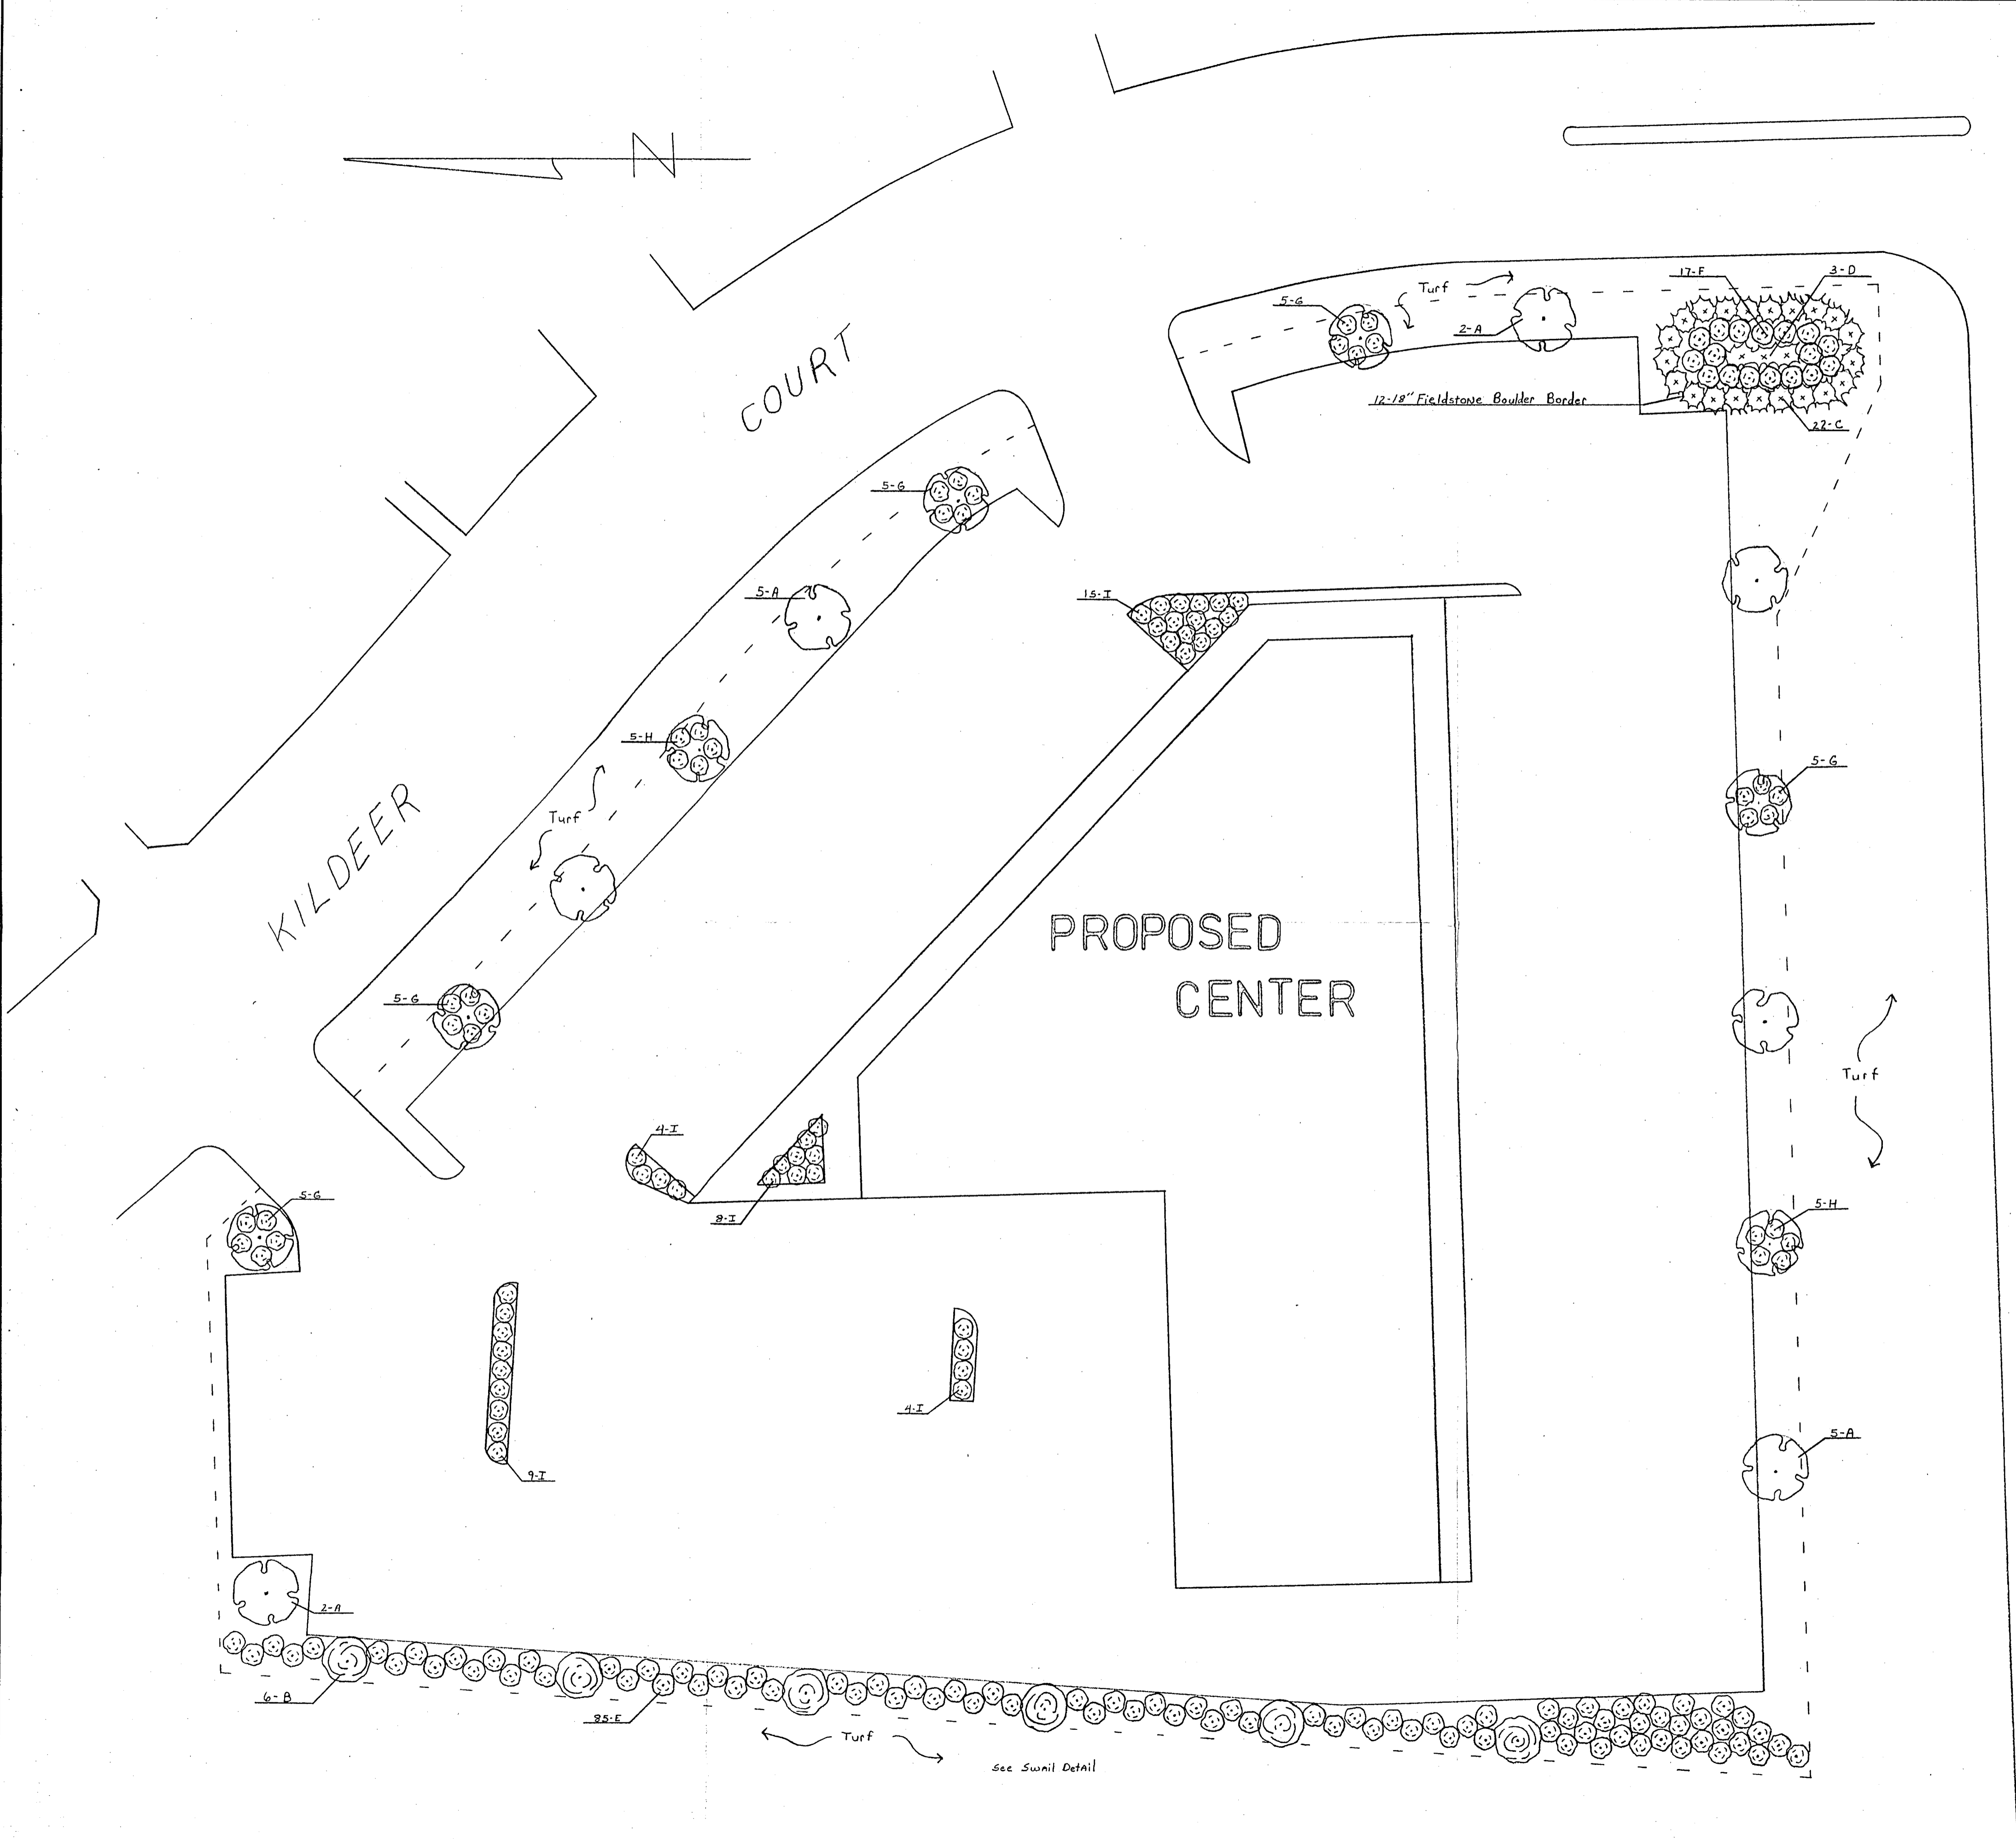 N
17-F
3-D
Turf
5-G
2-A
COURT
12-18" Fieldstone Boulder Border
22-C
5-G
5-A
15-I
5-H
5-G
Turf
KILDEER
PROPOSED
CENTER
5-G
Turf
4-I
5-G
8-I
5-H
4-I
5-A
9-I
2-A
6-B
85-E
Turf
See Swail Detail